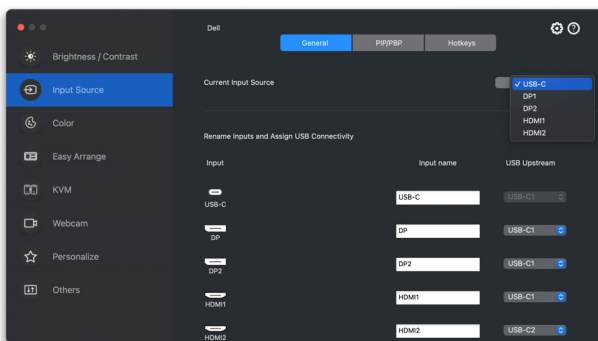 Dell
General PIP/PBP Hotkeys
Brightness / Contrast
Input Source
Color
Easy Arrange
KVM
Webcam
Personalize
Others
Current Input Source
✓ USB-C
DP1
DP2
HDMI1
HDMI2
Rename Inputs and Assign USB Connectivity
Input Input name USB Upstream
USB-C USB-C USB-C1
DP DP USB-C1
DP2 DP2 USB-C1
HDMI1 HDMI1 USB-C1
HDMI2 HDMI2 USB-C2